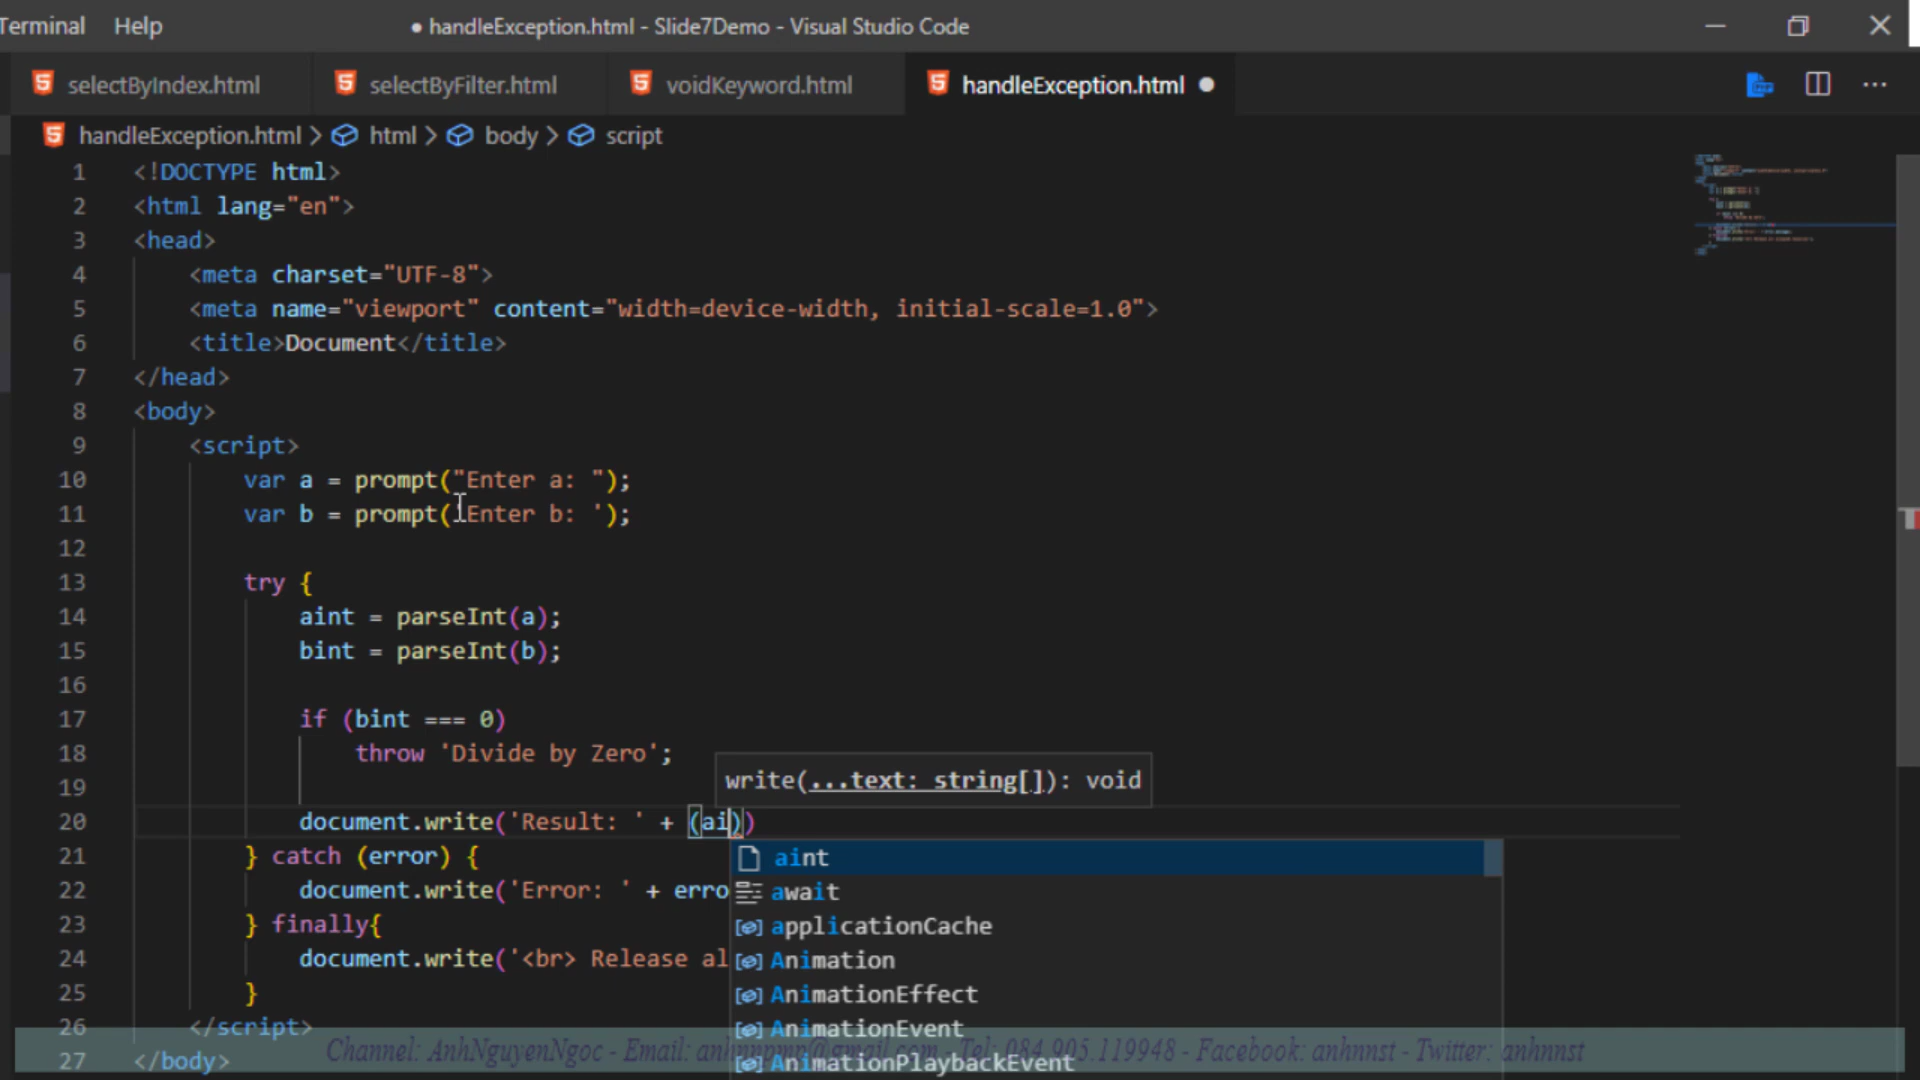 Terminal Help ● handleException.html - Slide7Demo - Visual Studio Code
selectByIndex.html selectByFilter.html voidKeyword.html handleException.html
handleException.html > html > body > script
1 <!DOCTYPE html>
2 <html lang="en">
3 <head>
4 <meta charset="UTF-8">
5 <meta name="viewport" content="width=device-width, initial-scale=1.0">
6 <title>Document</title>
7 </head>
8 <body>
9 <script>
10 var a = prompt("Enter a: ");
11 var b = prompt('Enter b: ');
12
13 try {
14 aint = parseInt(a);
15 bint = parseInt(b);
16
17 if (bint === 0)
18 throw 'Divide by Zero';
write(...text: string[]): void
19
20 document.write('Result: ' + (ai))
21 } catch (error) {
aint
22 document.write('Error: ' + erro
await
23 } finally{
applicationCache
24 document.write('<br> Release al
Animation
25 }
AnimationEffect
26 </script>
AnimationEvent
Channel: AnhNguyenNgoc - Email: - Tel: 084.905.119948 - Facebook: anhnnst - Twitter: anhnnst
27 </body>
AnimationPlaybackEvent